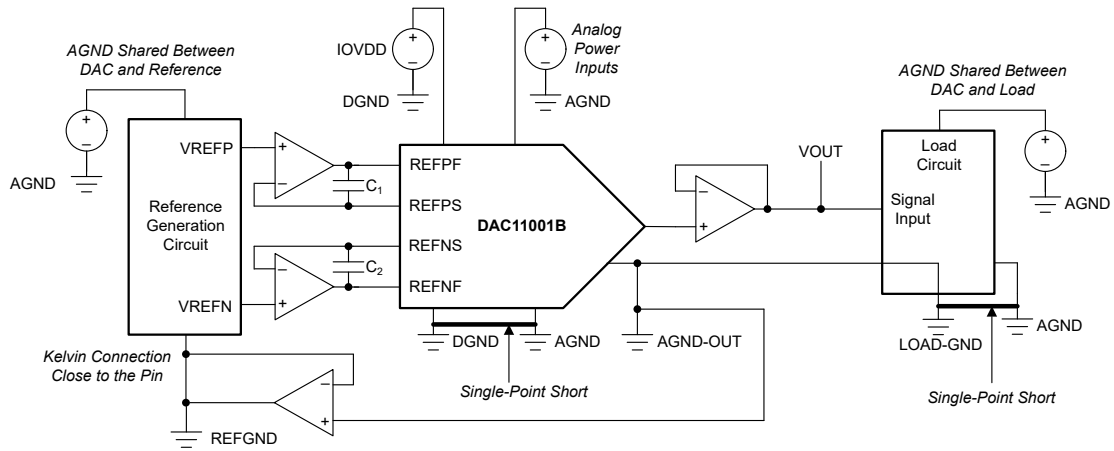 AGND Shared Between
DAC and Reference
IOVDD
Analog
Power
Inputs
DGND
AGND
AGND Shared Between
DAC and Load
+
−
+
−
+
−
+
−
AGND
VREFP
Reference
Generation
Circuit
VREFN
+
−
C1
−
+
C2
REFPF
REFPS
DAC11001B
REFNS
REFNF
−
+
VOUT
Load
Circuit
Signal
Input
AGND
DGND
AGND
AGND-OUT
LOAD-GND
AGND
Single-Point Short
Single-Point Short
Kelvin Connection
Close to the Pin
−
+
REFGND